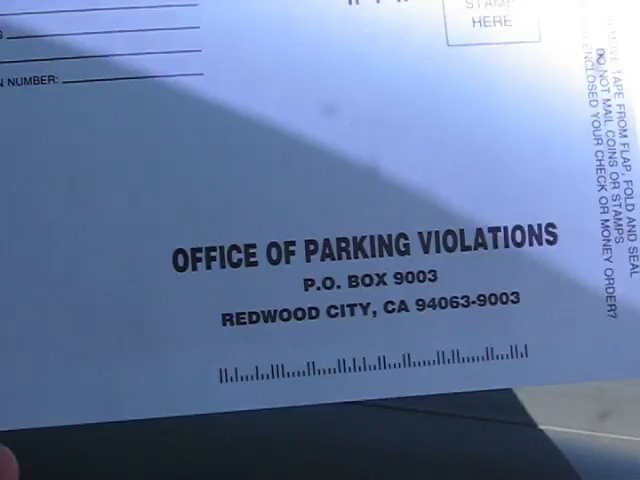 STAMP
HERE
NUMBER:
OFFICE OF PARKING VIOLATIONS
P.O. BOX 9003
REDWOOD CITY, CA 94063-9003
TAPE FROM FLAP, FOLD AND SEAL
DO NOT MAIL COINS OR STAMPS
ENCLOSED YOUR CHECK OR MONEY ORDER?